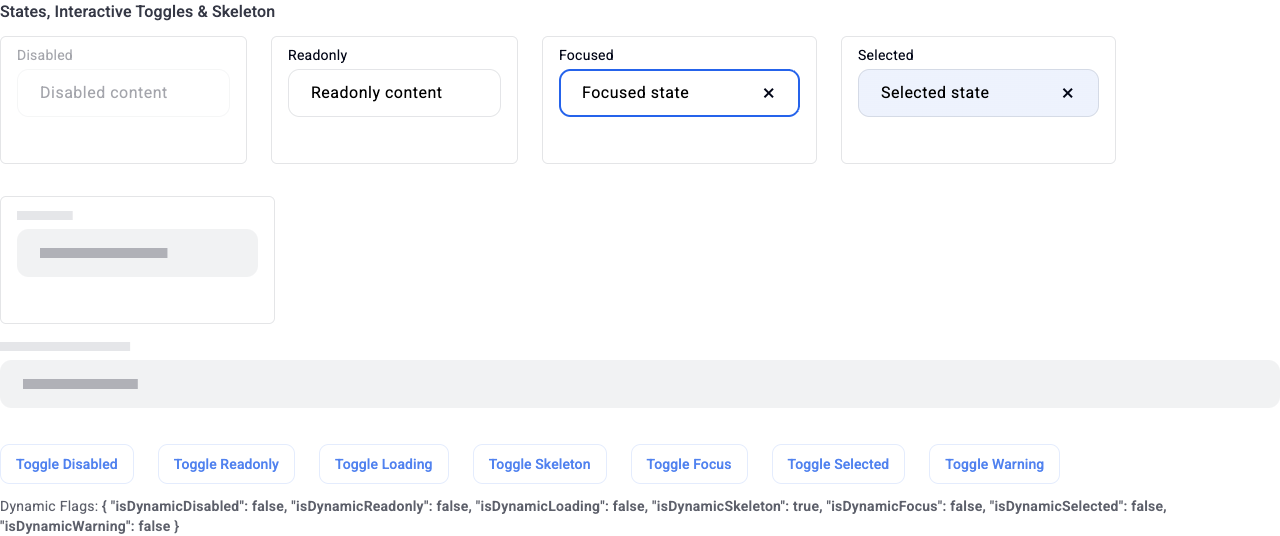 States, Interactive Toggles & Skeleton
Disabled
Disabled content
Readonly
Readonly content
Focused
Focused state
Selected
Selected state
Toggle Disabled
Toggle Readonly
Toggle Loading
Toggle Skeleton
Toggle Focus
Toggle Selected
Toggle Warning
Dynamic Flags: { "isDynamicDisabled": false, "isDynamicReadonly": false, "isDynamicLoading": false, "isDynamicSkeleton": true, "isDynamicFocus": false, "isDynamicSelected": false,
"isDynamicWarning": false }